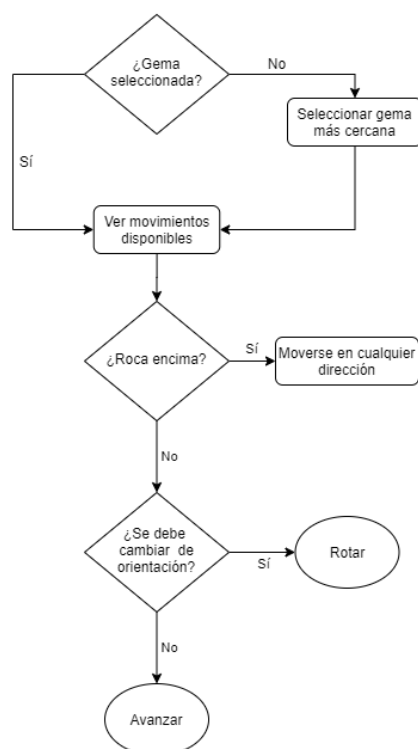 ¿Gema
seleccionada?
No
Seleccionar gema
más cercana
Sí
Ver movimientos
disponibles
¿Roca encima?
Sí
Moverse en cualquier
dirección
No
¿Se debe
cambiar de
orientación?
Sí
Rotar
No
Avanzar